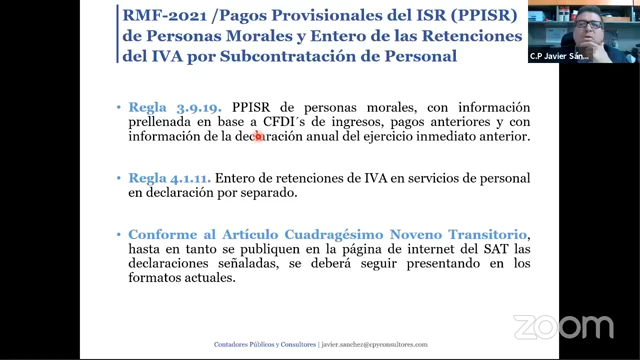 RMF-2021 /Pagos Provisionales del ISR (PPISR)
de Personas Morales y Entero de las Retenciones
del IVA por Subcontratación de Personal
C.P Javier Sán...
• Regla 3.9.19. PPISR de personas morales, con información
prellenada en base a CFDI´s de ingresos, pagos anteriores y con
información de la declaración anual del ejercicio inmediato anterior.
• Regla 4.1.11. Entero de retenciones de IVA en servicios de personal
en declaración por separado.
• Conforme al Artículo Cuadragésimo Noveno Transitorio,
hasta en tanto se publiquen en la página de internet del SAT las
declaraciones señaladas, se deberá seguir presentando en los
formatos actuales.
Contadores Públicos y Consultores | javier.sanchez@cpyconsultores.com
zoom